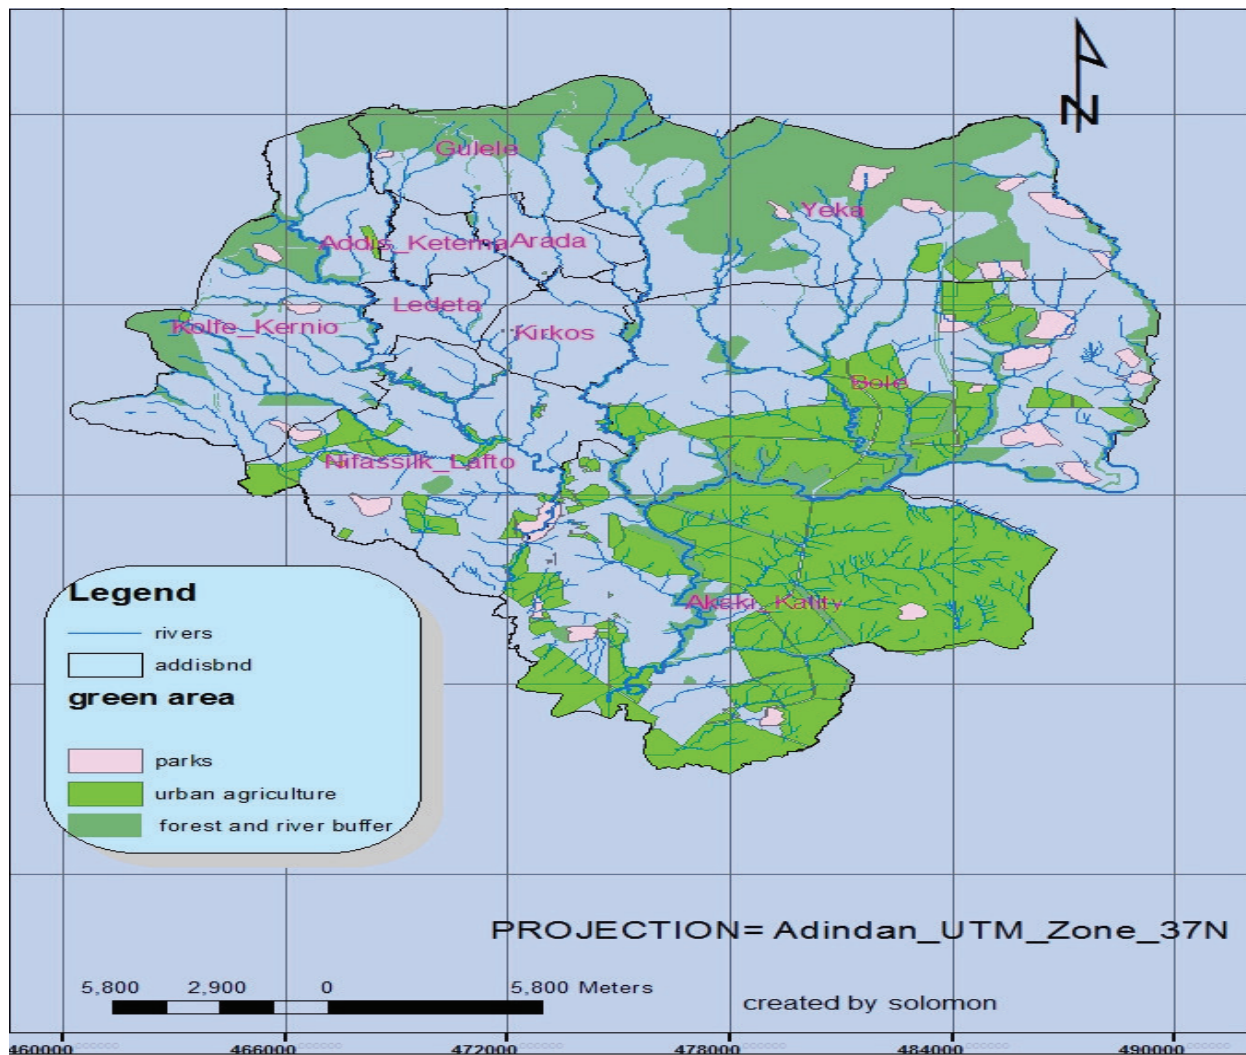 N
Gulele
Yeka
Addis_Ketema
Arada
Ledeta
Kolfe_Kernio
Kirkos
Bole
Nifassilk_Lafto
Akaki_Kality
Legend
rivers
addisbnd
green area
parks
urban agriculture
forest and river buffer
PROJECTION= Adindan_UTM_Zone_37N
5,800 2,900 0 5,800 Meters
created by solomon
460000 466000 472000 478000 484000 490000